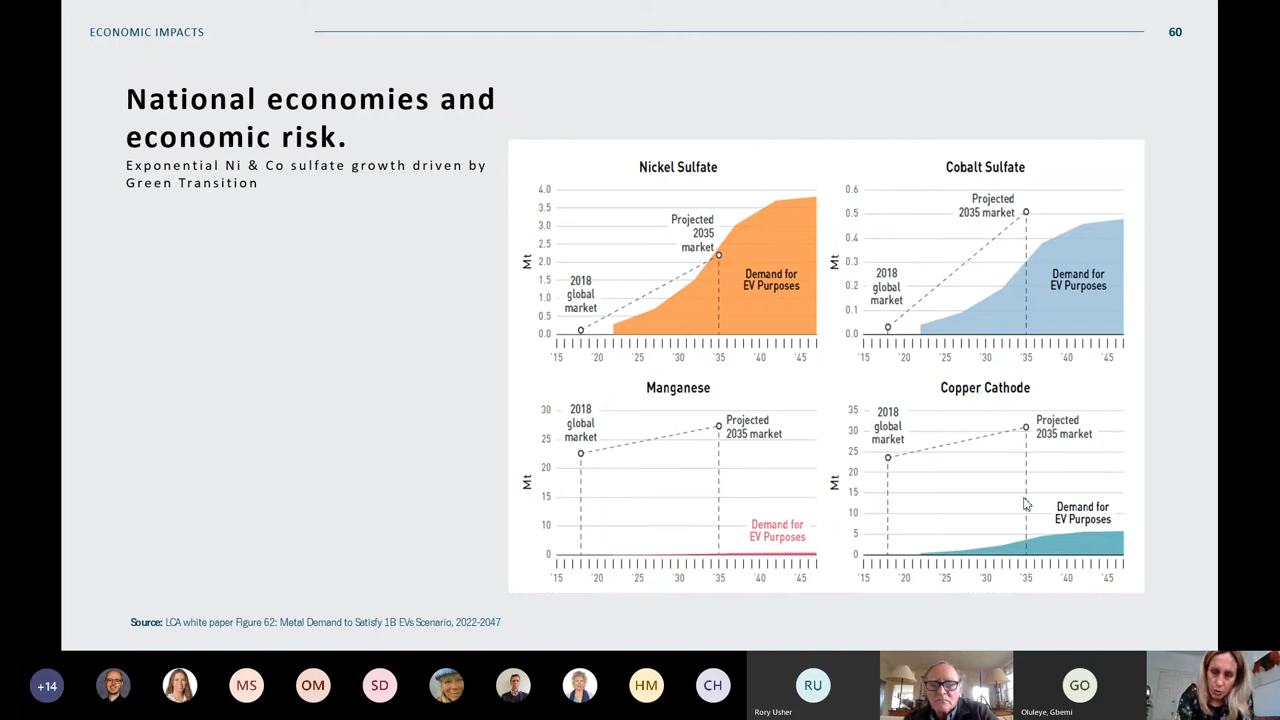 ECONOMIC IMPACTS
60
National economies and
economic risk.
Exponential Ni & Co sulfate growth driven by
Green Transition
Nickel Sulfate
4.0
3.5
3.0
2.5
2.0
1.5
1.0
0.5
0.0
Mt
2018
global
market
Projected
2035
market
Demand for
EV Purposes
'15
'20
'25
'30
'35
'40
'45
Cobalt Sulfate
0.6
0.5
0.4
0.3
0.2
0.1
0.0
Mt
2018
global
market
Projected
2035 market
Demand for
EV Purposes
'15
'20
'25
'30
'35
'40
'45
Manganese
30
25
20
15
10
0
Mt
2018
global
market
Projected
2035 market
Demand for
EV Purposes
'15
'20
'25
'30
'35
'40
'45
Copper Cathode
35
30
25
20
15
10
5
0
Mt
2018
global
market
Projected
2035 market
Demand for
EV Purposes
'15
'20
'25
'30
'35
'40
'45
Source: LCA white paper Figure 62: Metal Demand to Satisfy 1B EVs Scenario, 2022-2047
+14
MS
OM
SD
HM
CH
RU
Rory Usher
GO
Oluleye, Gbemi